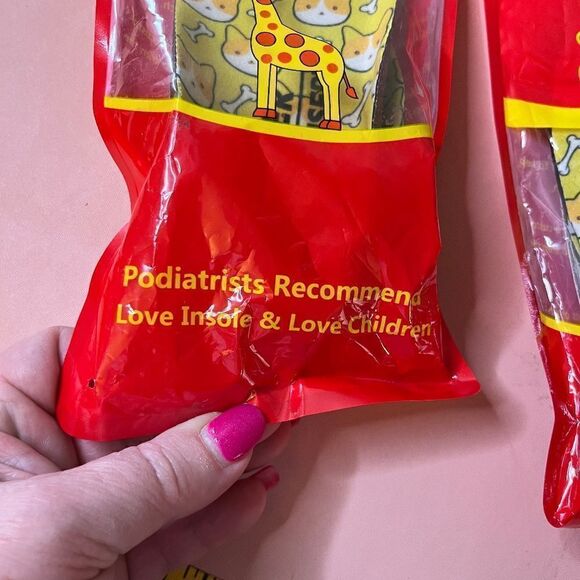 Podiatrists Recommend
Love Insole & Love Children